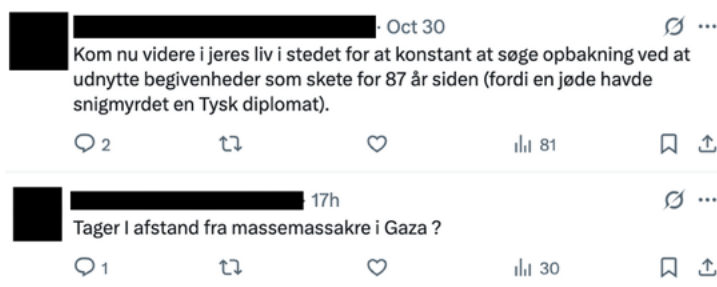 · Oct 30
Kom nu videre i jeres liv i stedet for at konstant at søge opbakning ved at
udnytte begivenheder som skete for 87 år siden (fordi en jøde havde
snigmyrdet en Tysk diplomat).
2 81
· 17h
Tager I afstand fra massemassakre i Gaza ?
1 30